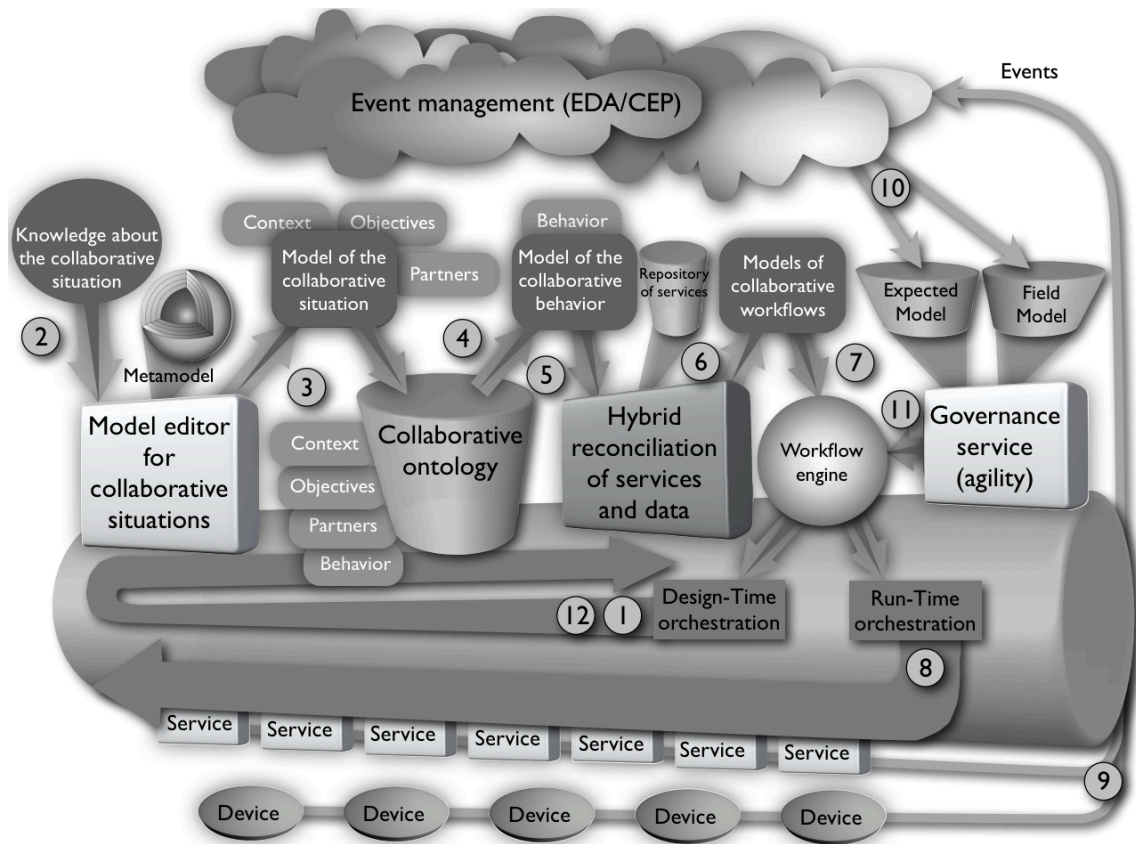 Events
Event management (EDA/CEP)
10
Knowledge about
the collaborative
situation
2
Metamodel
Context
Objectives
Model of the
collaborative
situation
Partners
3
4
Behavior
Model of the
collaborative
behavior
5
Repository
of services
6
Models of
collaborative
workflows
7
Expected
Model
Field
Model
11
Model editor
for
collaborative
situations
Context
Objectives
Partners
Behavior
Collaborative
ontology
Hybrid
reconciliation
of services
and data
Workflow
engine
Governance
service
(agility)
12
1
Design-Time
orchestration
Run-Time
orchestration
8
Service
Service
Service
Service
Service
Service
Service
9
Device
Device
Device
Device
Device